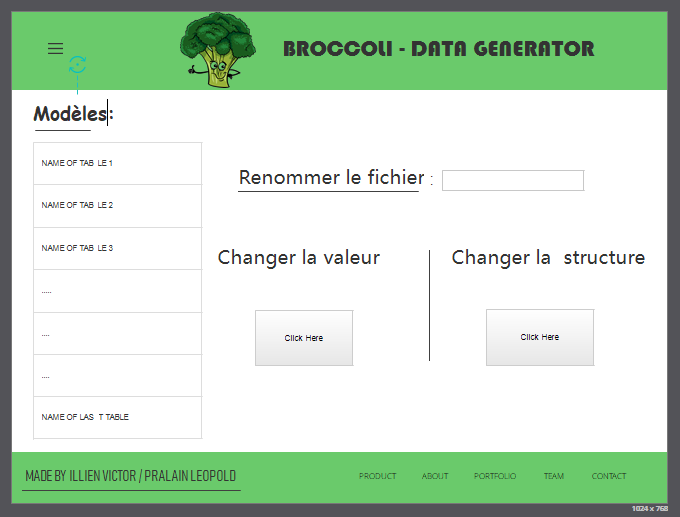 BROCCOLI - DATA GENERATOR
Modèles:
NAME OF TAB LE 1
NAME OF TAB LE 2
NAME OF TAB LE 3
.....
....
....
NAME OF LAS T TABLE
Renommer le fichier :
Changer la valeur
Changer la structure
Click Here
Click Here
MADE BY ILLIEN VICTOR / PRALAIN LEOPOLD
PRODUCT ABOUT PORTFOLIO TEAM CONTACT
1024 x 768